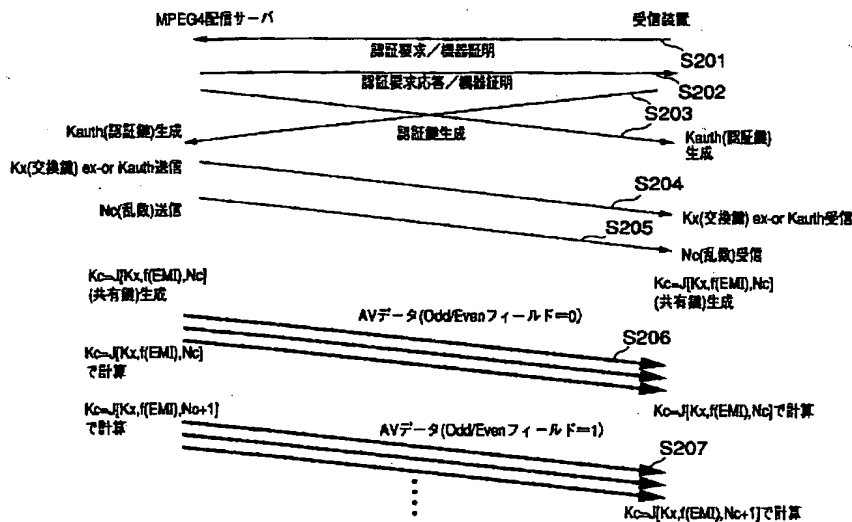 MPEG4配信サーバ
受信装置
認証要求/機器証明
S201
認証要求応答/機器証明
S202
S203
Kauth(認証鍵)生成
認証鍵生成
Kauth(認証鍵)
生成
Kx(交換鍵) ex-or Kauth送信
S204
Kx(交換鍵) ex-or Kauth受信
Nc(乱数)送信
S205
Nc(乱数)受信
Kc=J[Kx,f(EMI),Nc]
(共有鍵)生成
Kc=J[Kx,f(EMI),Nc]
(共有鍵)生成
AVデータ(Odd/Evenフィールド=0)
S206
Kc=J[Kx,f(EMI),Nc]
で計算
Kc=J[Kx,f(EMI),Nc]で計算
Kc=J[Kx,f(EMI),Nc+1]
で計算
AVデータ(Odd/Evenフィールド=1)
S207
Kc=J[Kx,f(EMI),Nc+1]で計算